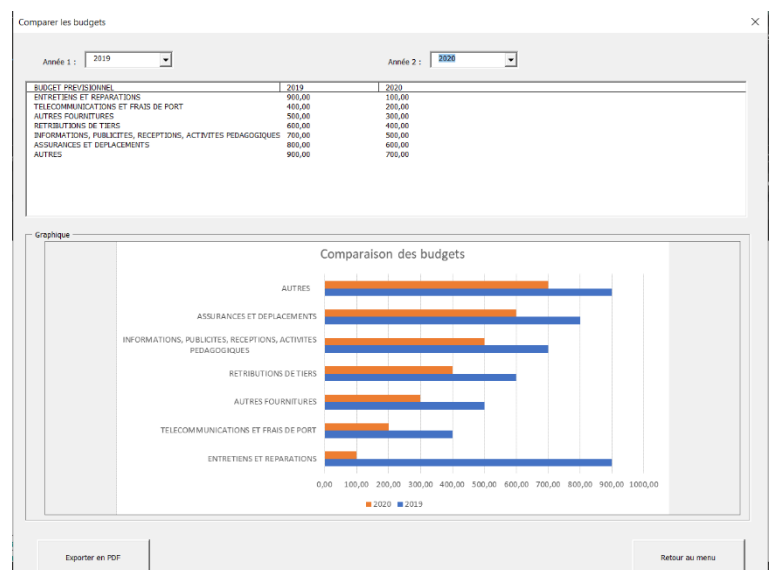 Comparer les budgets
Année 1 : 2019 Année 2 : 2020
BUDGET PREVISIONNEL 2019 2020
ENTRETIENS ET REPARATIONS 900,00 100,00
TELECOMMUNICATIONS ET FRAIS DE PORT 400,00 200,00
AUTRES FOURNITURES 500,00 300,00
RETRIBUTIONS DE TIERS 600,00 400,00
INFORMATIONS, PUBLICITES, RECEPTIONS, ACTIVITES PEDAGOGIQUES 700,00 500,00
ASSURANCES ET DEPLACEMENTS 800,00 600,00
AUTRES 900,00 700,00
Graphique
Comparaison des budgets
AUTRES
ASSURANCES ET DEPLACEMENTS
INFORMATIONS, PUBLICITES, RECEPTIONS, ACTIVITES
PEDAGOGIQUES
RETRIBUTIONS DE TIERS
AUTRES FOURNITURES
TELECOMMUNICATIONS ET FRAIS DE PORT
ENTRETIENS ET REPARATIONS
0,00 100,00 200,00 300,00 400,00 500,00 600,00 700,00 800,00 900,00 1000,00
2020 2019
Exporter en PDF Retour au menu